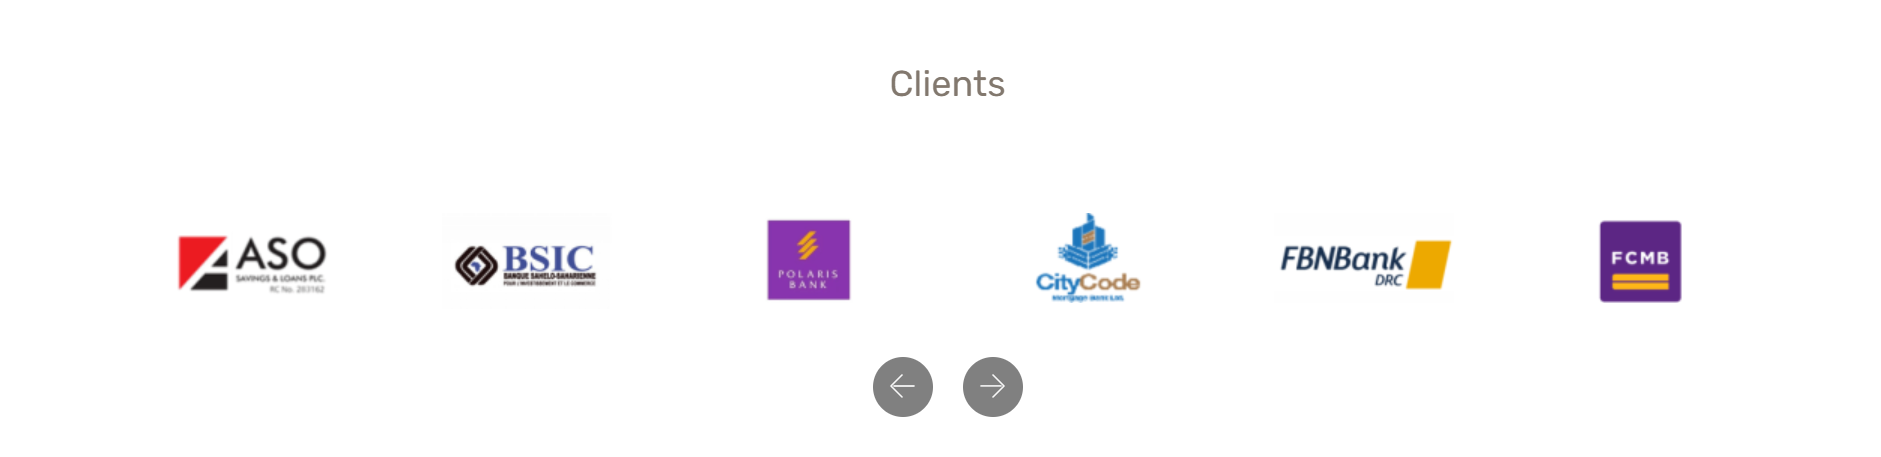 Clients
ASO
SAVINGS & LOANS PLC.
RC No. 283162
BSIC
BANQUE SAHELO-SAHARIENNE
POUR L'INVESTISSEMENT ET LE COMMERCE
POLARIS
BANK
CityCode
Mortgage Bank Ltd.
FBNBank
DRC
FCMB